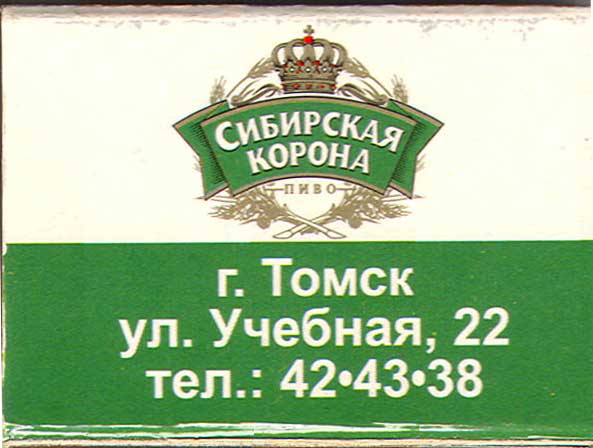 СИБИРСКАЯ
КОРОНА
ПИВО
г. Томск
ул. Учебная, 22
тел.: 42•43•38